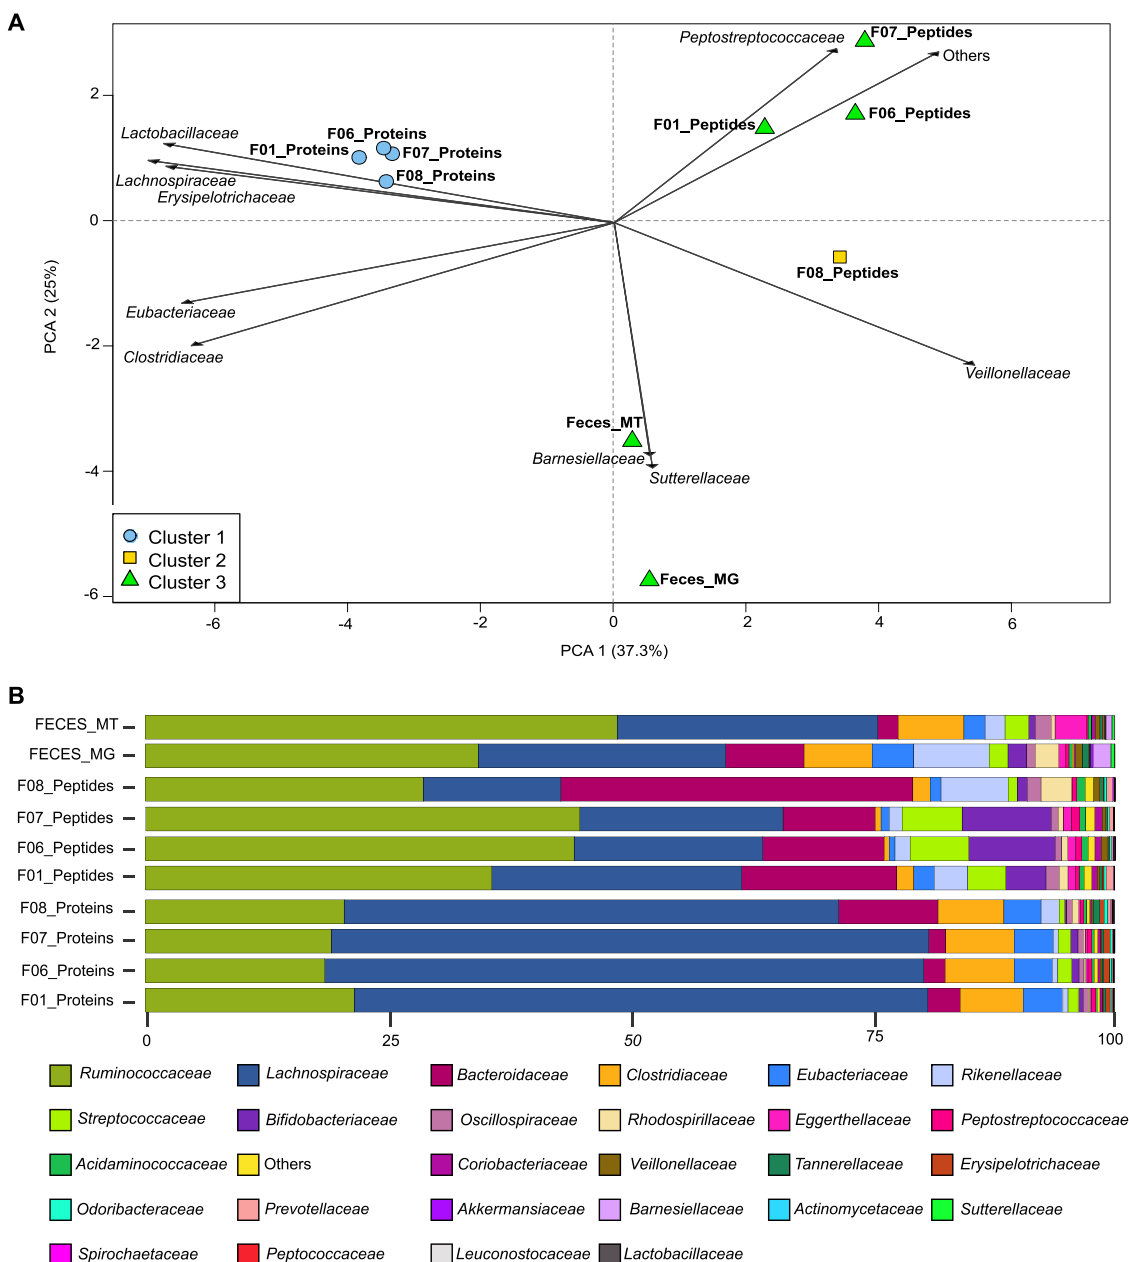 A
Peptostreptococcaceae
F07_Peptides
Others
F01_Peptides
F06_Peptides
Lactobacillaceae
F06_Proteins
F01_Proteins
F07_Proteins
F08_Proteins
Lachnospiraceae
Erysipelotrichaceae
F08_Peptides
Eubacteriaceae
Clostridiaceae
Veillonellaceae
Feces_MT
Barnesiellaceae
Sutterellaceae
Feces_MG
2
0
-2
-4
-6
PCA 2 (25%)
Cluster 1
Cluster 2
Cluster 3
-6 -4 -2 0 2 4 6
PCA 1 (37.3%)
B
FECES_MT
FECES_MG
F08_Peptides
F07_Peptides
F06_Peptides
F01_Peptides
F08_Proteins
F07_Proteins
F06_Proteins
F01_Proteins
0 25 50 75 100
Ruminococcaceae Lachnospiraceae Bacteroidaceae Clostridiaceae Eubacteriaceae Rikenellaceae
Streptococcaceae Bifidobacteriaceae Oscillospiraceae Rhodospirillaceae Eggerthellaceae Peptostreptococcaceae
Acidaminococcaceae Others Coriobacteriaceae Veillonellaceae Tannerellaceae Erysipelotrichaceae
Odoribacteraceae Prevotellaceae Akkermansiaceae Barnesiellaceae Actinomycetaceae Sutterellaceae
Spirochaetaceae Peptococcaceae Leuconostocaceae Lactobacillaceae